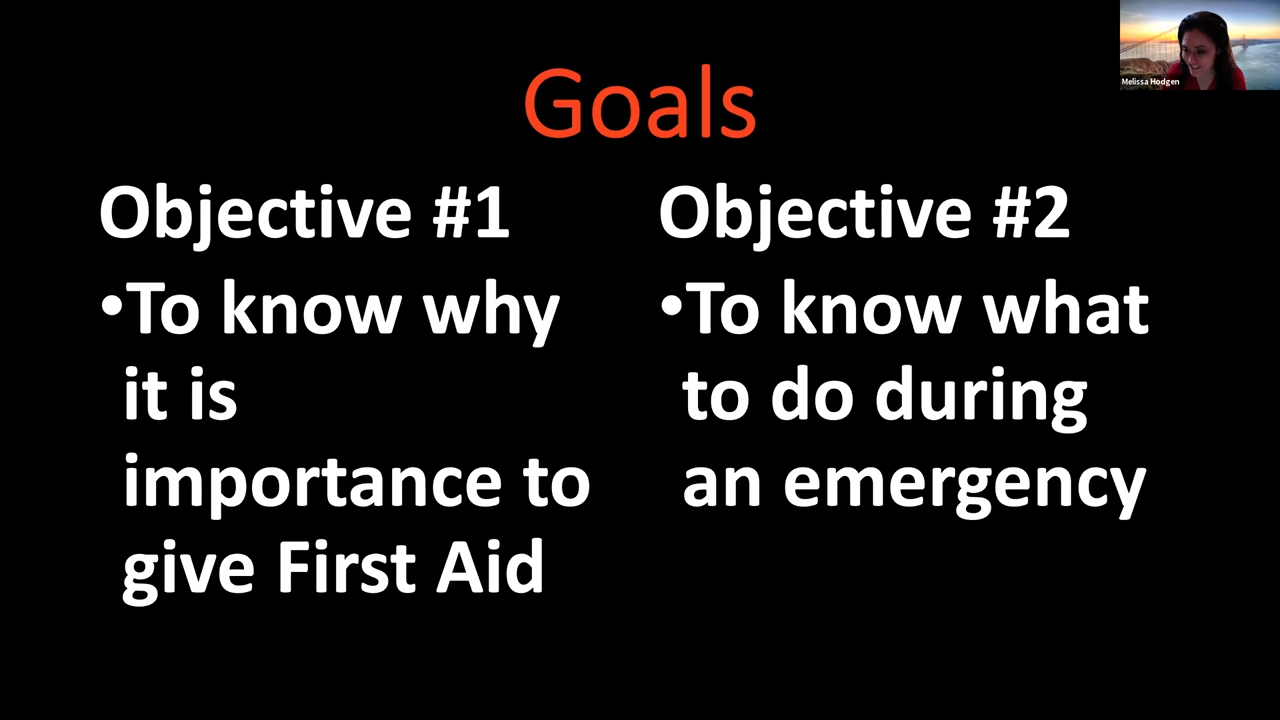 Goals
Objective #1
•To know why
it is
importance to
give First Aid
Objective #2
•To know what
to do during
an emergency
Melissa Hodgen